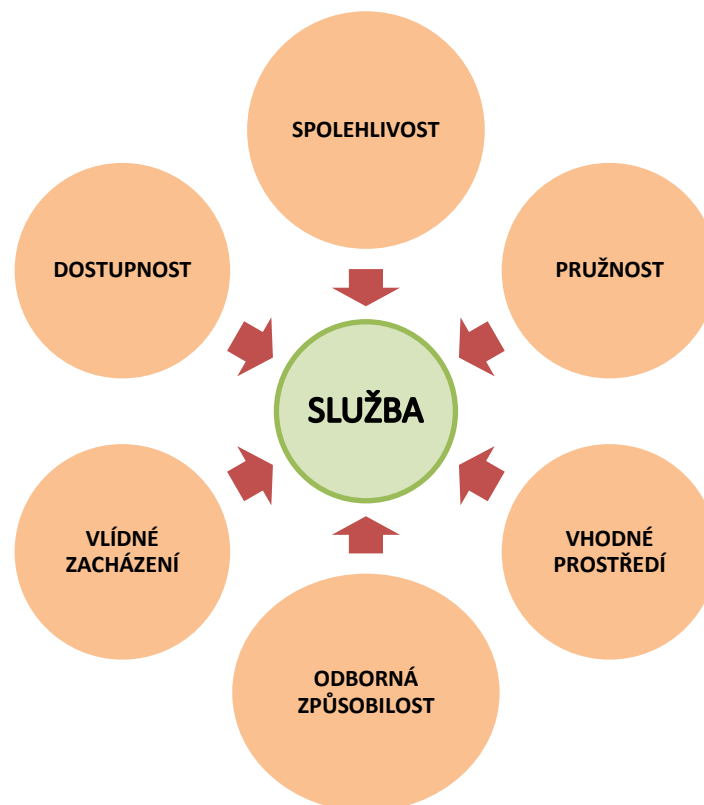 SPOLEHLIVOST
DOSTUPNOST
PRUŽNOST
SLUŽBA
VLÍDNÉ
ZACHÁZENÍ
VHODNÉ
PROSTŘEDÍ
ODBORNÁ
ZPŮSOBILOST